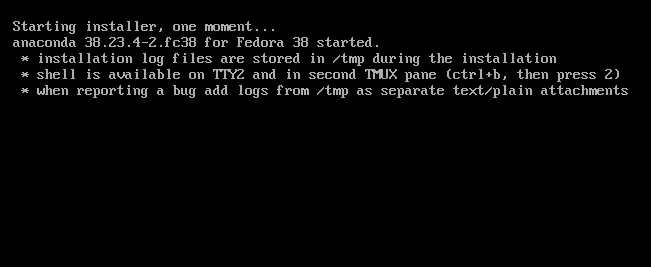 Starting installer, one moment...
anaconda 38.23.4-2.fc38 for Fedora 38 started.
* installation log files are stored in /tmp during the installation
* shell is available on TTY2 and in second TMUX pane (ctrl+b, then press 2)
* when reporting a bug add logs from /tmp as separate text/plain attachments